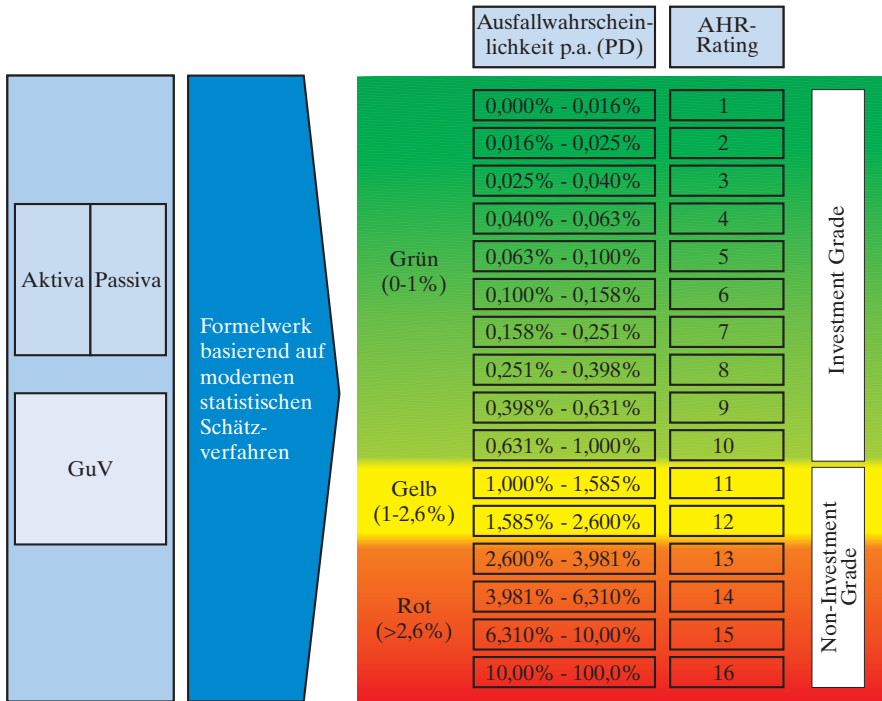 Ausfallwahrschein-
lichkeit p.a. (PD)
AHR-
Rating
Aktiva
Passiva
GuV
Formelwerk
basierend auf
modernen
statistischen
Schätz-
verfahren
Grün
(0-1%)
Gelb
(1-2,6%)
Rot
(>2,6%)
0,000% - 0,016% 1
0,016% - 0,025% 2
0,025% - 0,040% 3
0,040% - 0,063% 4
0,063% - 0,100% 5
0,100% - 0,158% 6
0,158% - 0,251% 7
0,251% - 0,398% 8
0,398% - 0,631% 9
0,631% - 1,000% 10
1,000% - 1,585% 11
1,585% - 2,600% 12
2,600% - 3,981% 13
3,981% - 6,310% 14
6,310% - 10,00% 15
10,00% - 100,0% 16
Investment Grade
Non-Investment
Grade